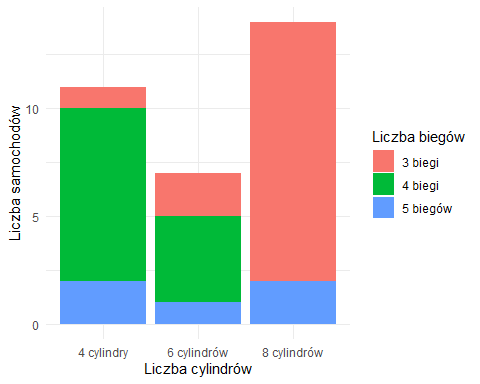 Liczba samochodów
10
5
0
4 cylindry
6 cylindrów
8 cylindrów
Liczba cylindrów
Liczba biegów
3 biegi
4 biegi
5 biegów